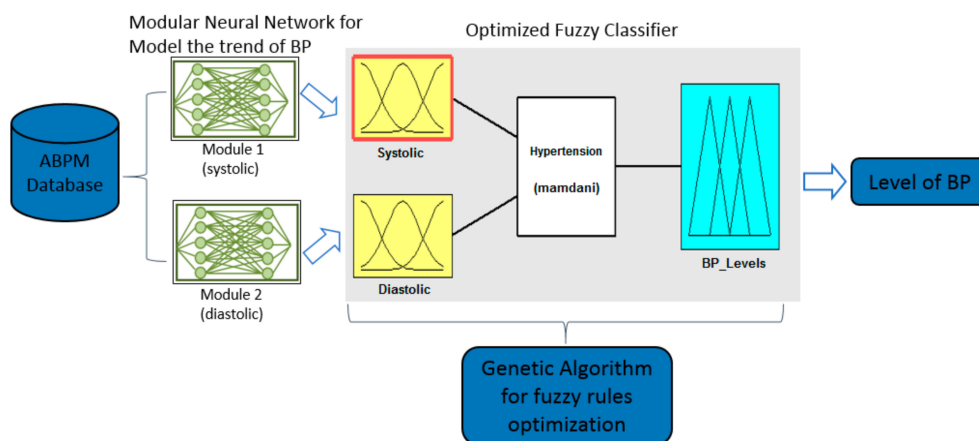 Modular Neural Network for
Model the trend of BP
Optimized Fuzzy Classifier
ABPM
Database
Module 1
(systolic)
Module 2
(diastolic)
Systolic
Diastolic
Hypertension
(mamdani)
BP_Levels
Level of BP
Genetic Algorithm
for fuzzy rules
optimization